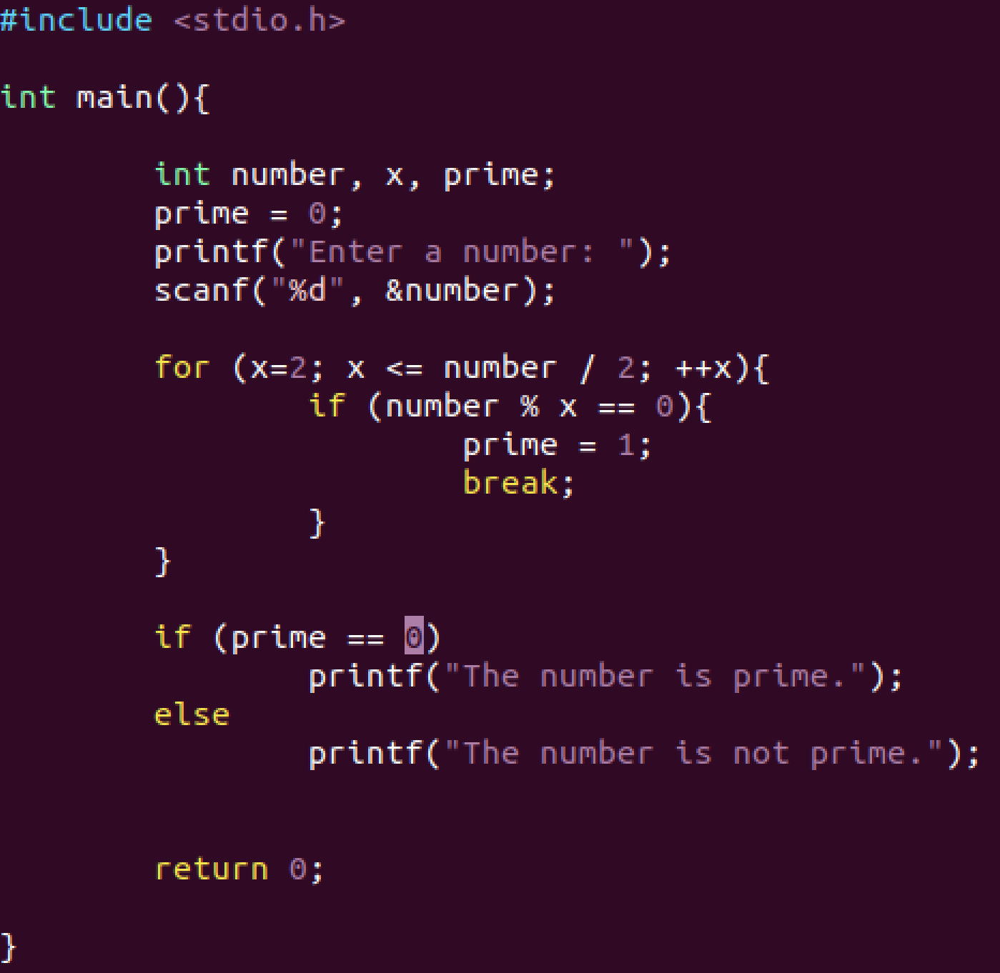 #include <stdio.h>
int main(){
int number, x, prime;
prime = 0;
printf("Enter a number: ");
scanf("%d", &number);
for (x=2; x <= number / 2; ++x){
if (number % x == 0){
prime = 1;
break;
}
}
if (prime == 0)
printf("The number is prime.");
else
printf("The number is not prime.");
return 0;
}